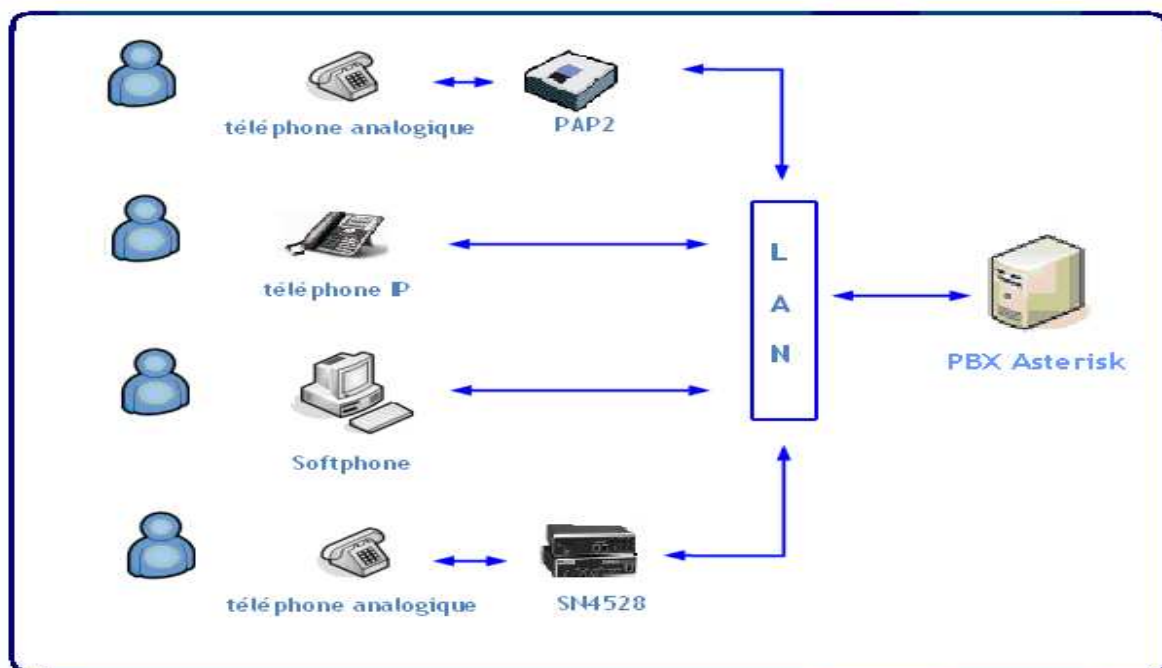 téléphone analogique
PAP2
téléphone IP
L
A
N
PBX Asterisk
Softphone
téléphone analogique
SN4528